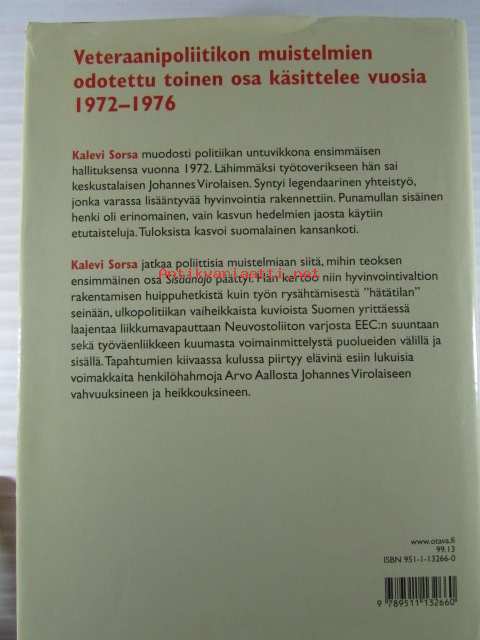 Veteraanipoliitikon muistelmien
odotettu toinen osa käsittelee vuosia
1972–1976
Kalevi Sorsa muodosti politiikan untuvikkona ensimmäisen
hallituksensa vuonna 1972. Lähimmäksi työtoverikseen hän sai
keskustalaisen Johannes Virolaisen. Syntyi legendaarinen yhteistyö,
jonka varassa lisääntyvää hyvinvointia rakennettiin. Punamullan sisäinen
henki oli erinomainen, vain kasvun hedelmien jaosta käytiin
etutaisteluja. Tuloksista kasvoi suomalainen kansankoti.
Kalevi Sorsa jatkaa poliittisia muistelmiaan siitä, mihin teoksen
ensimmäinen osa Sisäänajo päättyi. Hän kertoo niin hyvinvointivaltion
Antikvariaatti.net
rakentamisen huippuhetkistä kuin työn rysähtämisestä "hätätilan"
seinään, ulkopolitiikan vaiheikkaista kuvioista Suomen yrittäessä
laajentaa liikkumavapauttaan Neuvostoliiton varjosta EEC:n suuntaan
sekä työväenliikkeen kuumasta voimainmittelystä puolueiden välillä ja
sisällä. Tapahtumien kiivaassa kulussa piirtyy elävinä esiin lukuisia
voimakkaita henkilöhahmoja Arvo Aallosta Johannes Virolaiseen
vahvuuksineen ja heikkouksineen.
www.otava.fi
99.13
ISBN 951-1-13266-0
9 789511 132660